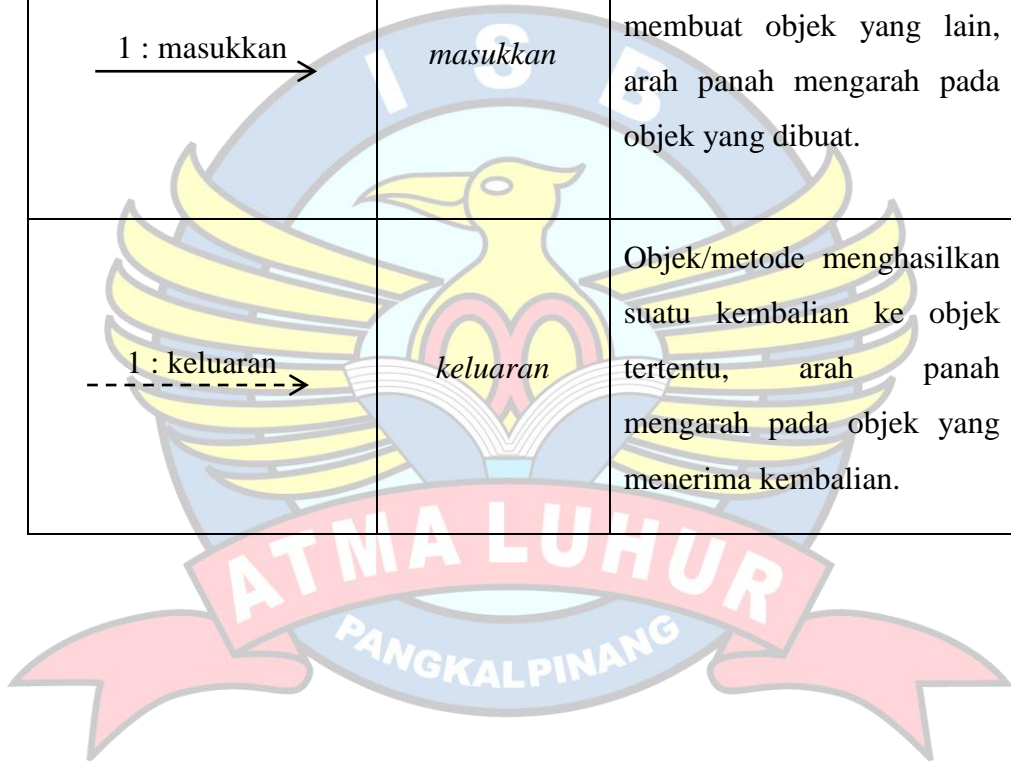 membuat objek yang lain,
1 : masukkan
masukkan
arah panah mengarah pada
objek yang dibuat.
Objek/metode menghasilkan
suatu kembalian ke objek
1 : keluaran
keluaran
tertentu, arah panah
mengarah pada objek yang
menerima kembalian.
I S B
ATMA LUHUR
PANGKALPINANG